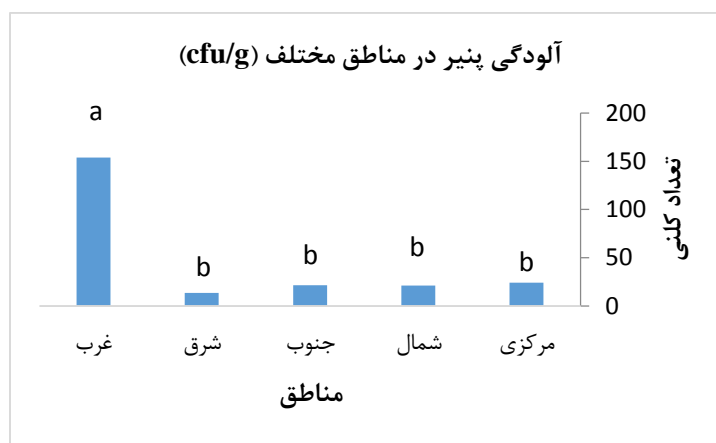 آلودگی پنیر در مناطق مختلف (cfu/g)
a
b
b
b
b
200
150
100
50
0
تعداد کلنی
مرکزی
شمال
جنوب
شرق
غرب
مناطق